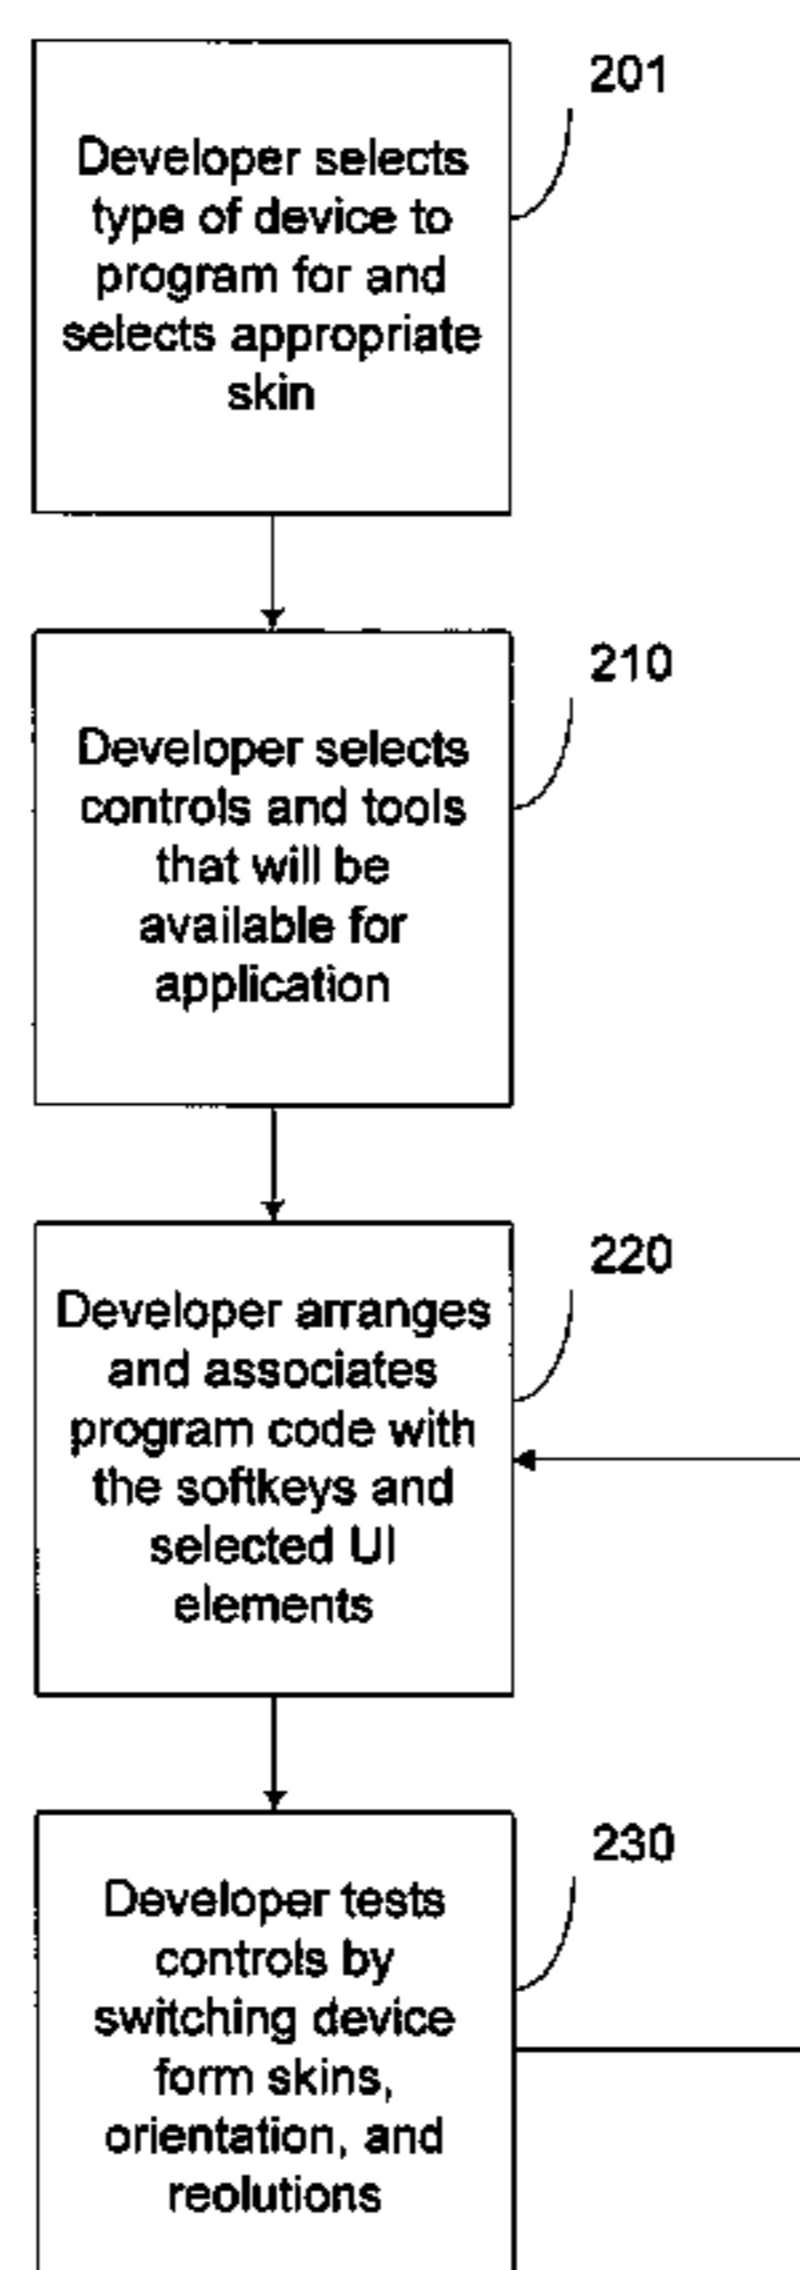 201
Developer selects
type of device to
program for and
selects appropriate
skin
210
Developer selects
controls and tools
that will be
available for
application
220
Developer arranges
and associates
program code with
the softkeys and
selected UI
elements
230
Developer tests
controls by
switching device
form skins,
orientation, and
reolutions